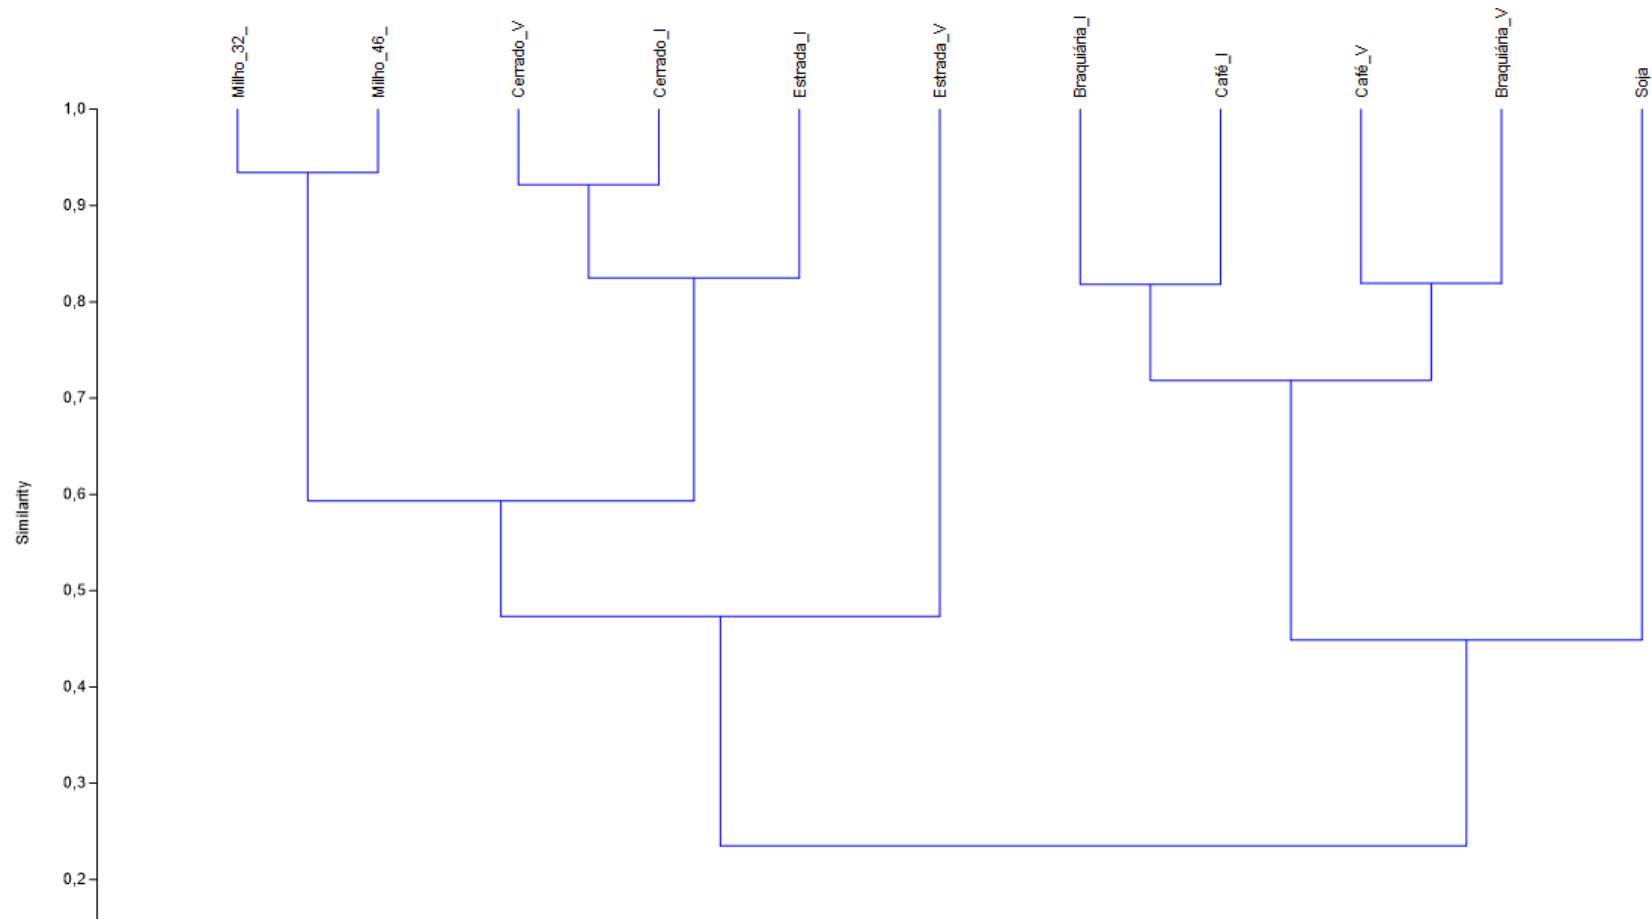 Milho_32_
Milho_46_
Cerrado_V
Cerrado_I
Estrada_I
Estrada_V
Braquiária_I
Café_I
Café_V
Braquiária_V
Soja
1,0
0,9
0,8
0,7
0,6
0,5
0,4
0,3
0,2
Similarity